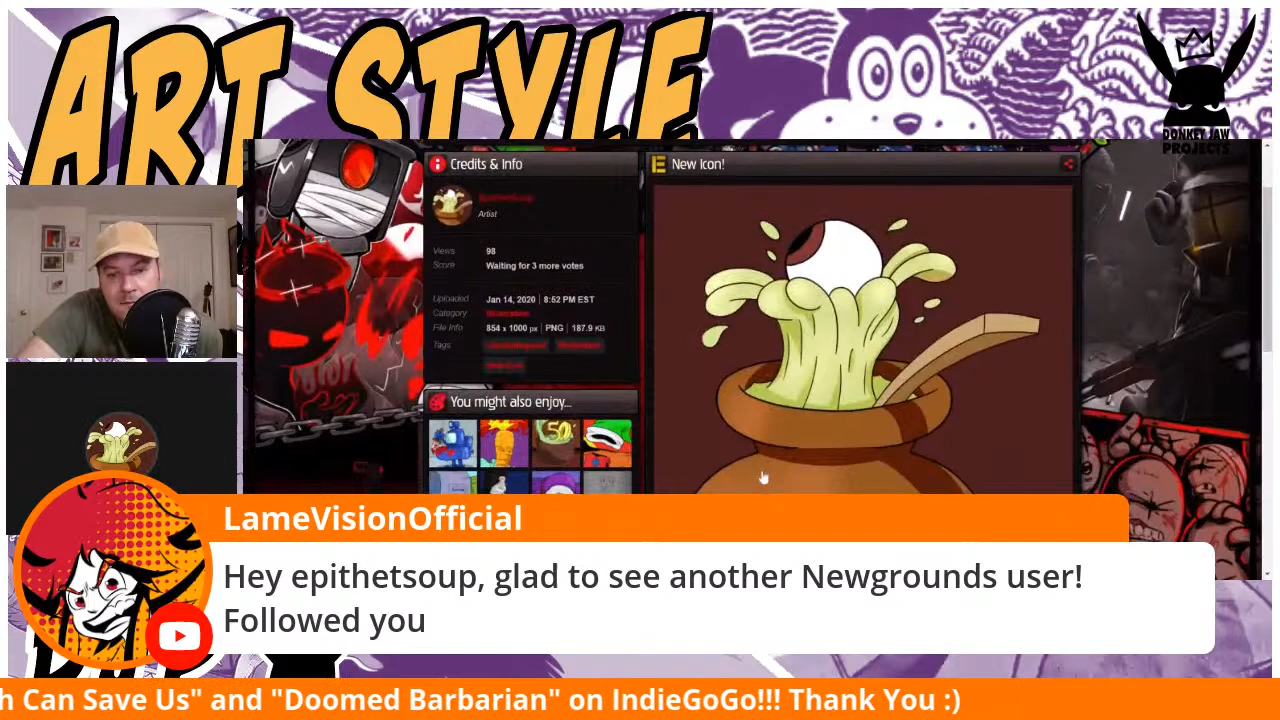 ART STYLE
DONKEY JAW
PROJECTS
Credits & Info
New Icon!
Artist
Views 98
Score Waiting for 3 more votes
Uploaded Jan 14, 2020 | 8:52 PM EST
Category Illustration
File Info 854 x 1000 px | PNG | 187.9 KB
Tags
You might also enjoy...
50
LameVisionOfficial
Hey epithetsoup, glad to see another Newgrounds user!
Followed you
h Can Save Us" and "Doomed Barbarian" on IndieGoGo!!! Thank You :)